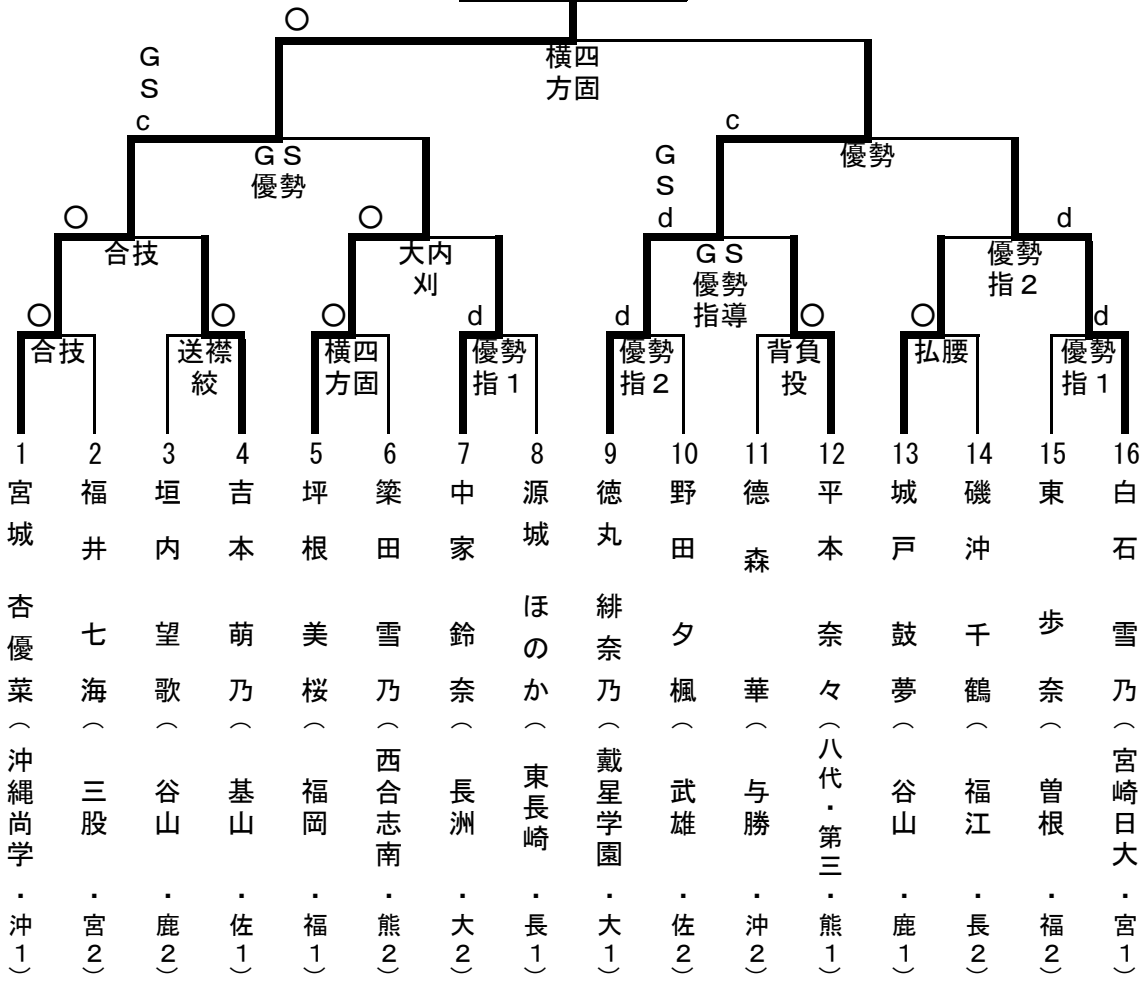 ○
横四
方固
G
S
c
GS
優勢
c
優勢
G
S
d
○
合技
○
大内
刈
GS
優勢
指導
d
優勢
指2
○
合技
○
送襟
絞
○
横四
方固
d
優勢
指1
d
優勢
指2
○
背負
投
○
払腰
d
優勢
指1
1 宮城 杏優菜(沖縄尚学・沖1)
2 福井 七海(三股・宮2)
3 垣内 望歌(谷山・鹿2)
4 吉本 萌乃(基山・佐1)
5 坪根 美桜(福岡・福1)
6 簗田 雪乃(西合志南・熊2)
7 中家 鈴奈(長洲・大2)
8 源城 ほのか(東長崎・長1)
9 徳丸 緋奈乃(戴星学園・大1)
10 野田 夕楓(武雄・佐2)
11 德森 華(与勝・沖2)
12 平本 奈々(八代・第三・熊1)
13 城戸 鼓夢(谷山・鹿1)
14 磯沖 千鶴(福江・長2)
15 東 歩奈(曽根・福2)
16 白石 雪乃(宮崎日大・宮1)